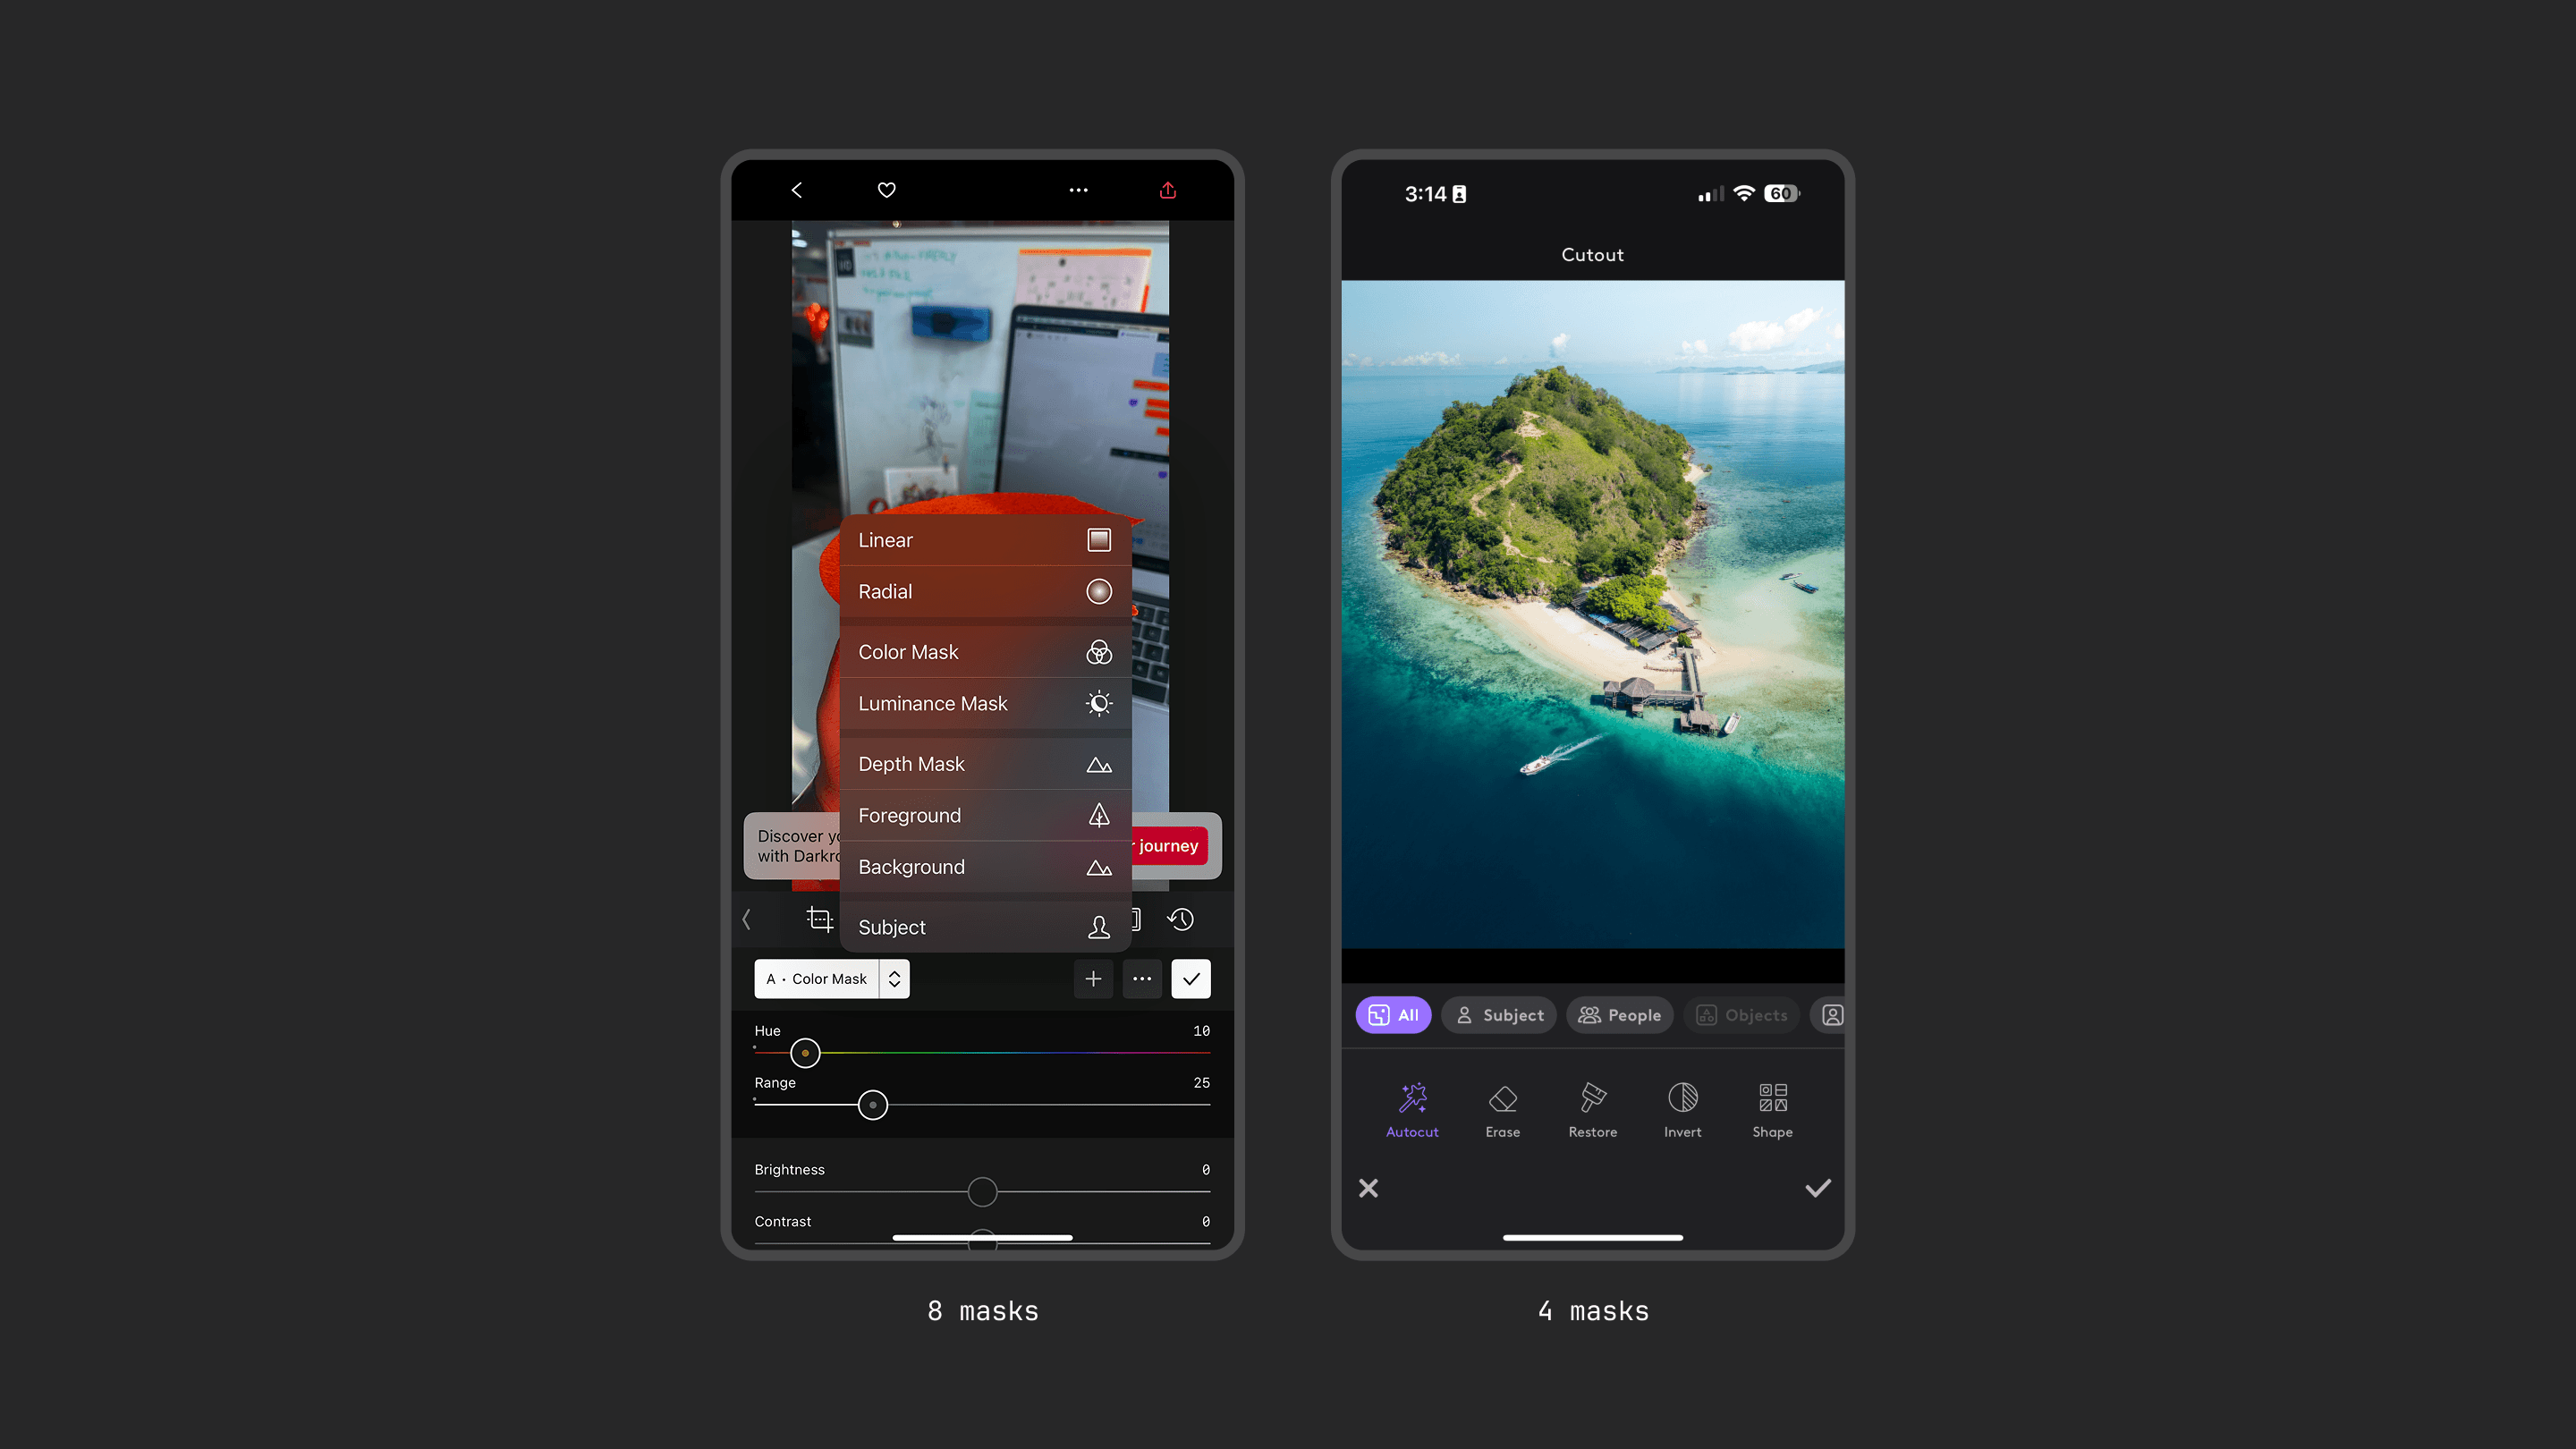 Linear
Radial
Color Mask
Luminance Mask
Depth Mask
Foreground
Background
Subject
Discover
with
journey
A · Color Mask
Hue 10
Range 25
Brightness 0
Contrast 0
8 masks
3:14
60
Cutout
All Subject People Objects
Autocut Erase Restore Invert Shape
4 masks